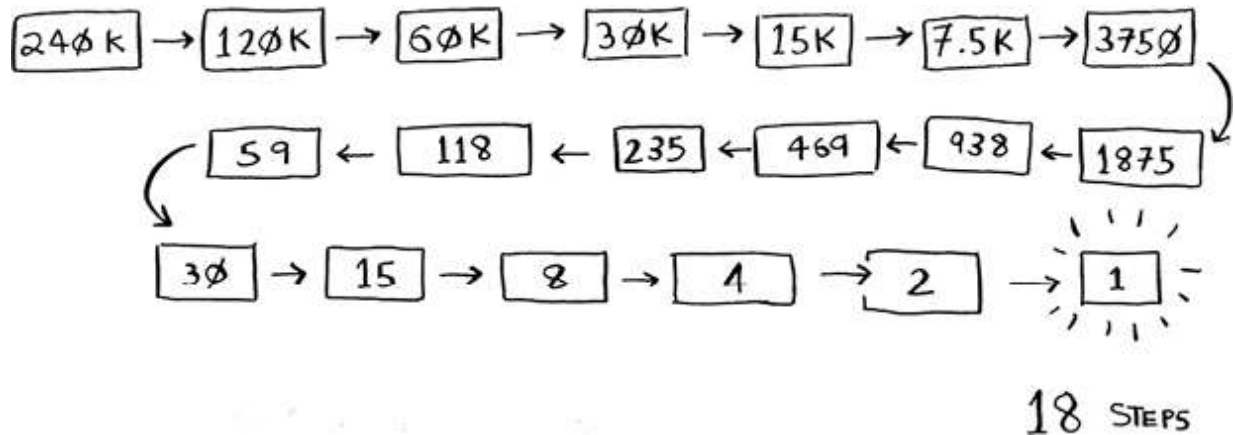 240K → 120K → 60K → 30K → 15K → 7.5K → 3750
59 ← 118 ← 235 ← 469 ← 938 ← 1875
30 → 15 → 8 → 4 → 2 → 1
18 STEPS